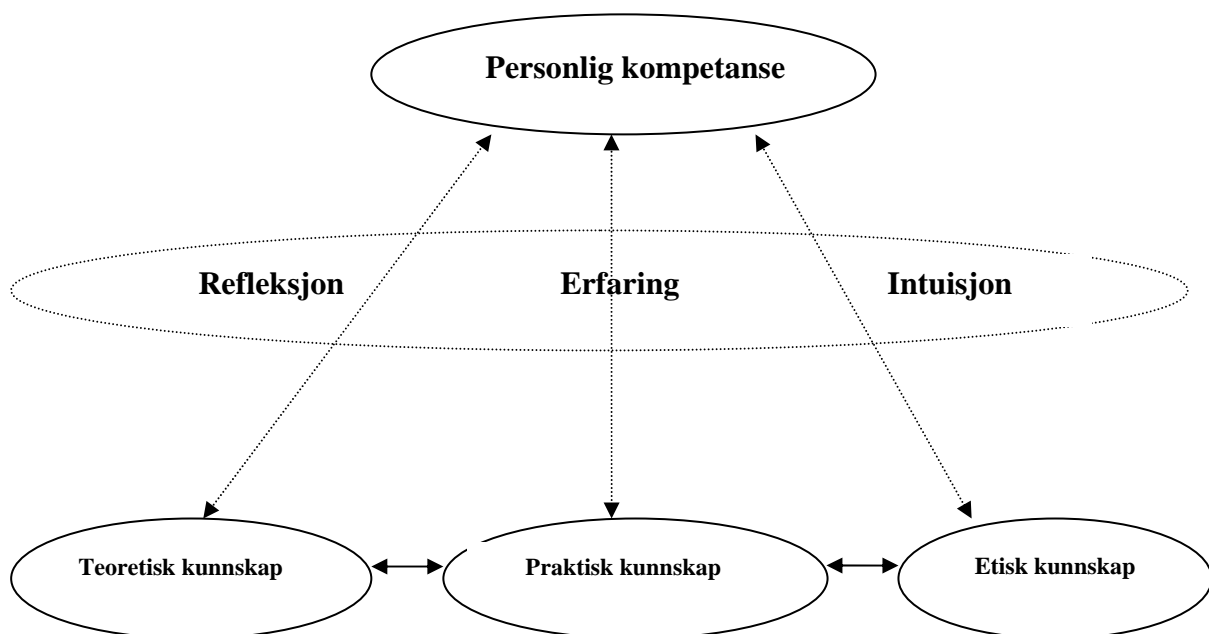 Personlig kompetanse
Refleksjon Erfaring Intuisjon
Teoretisk kunnskap Praktisk kunnskap Etisk kunnskap